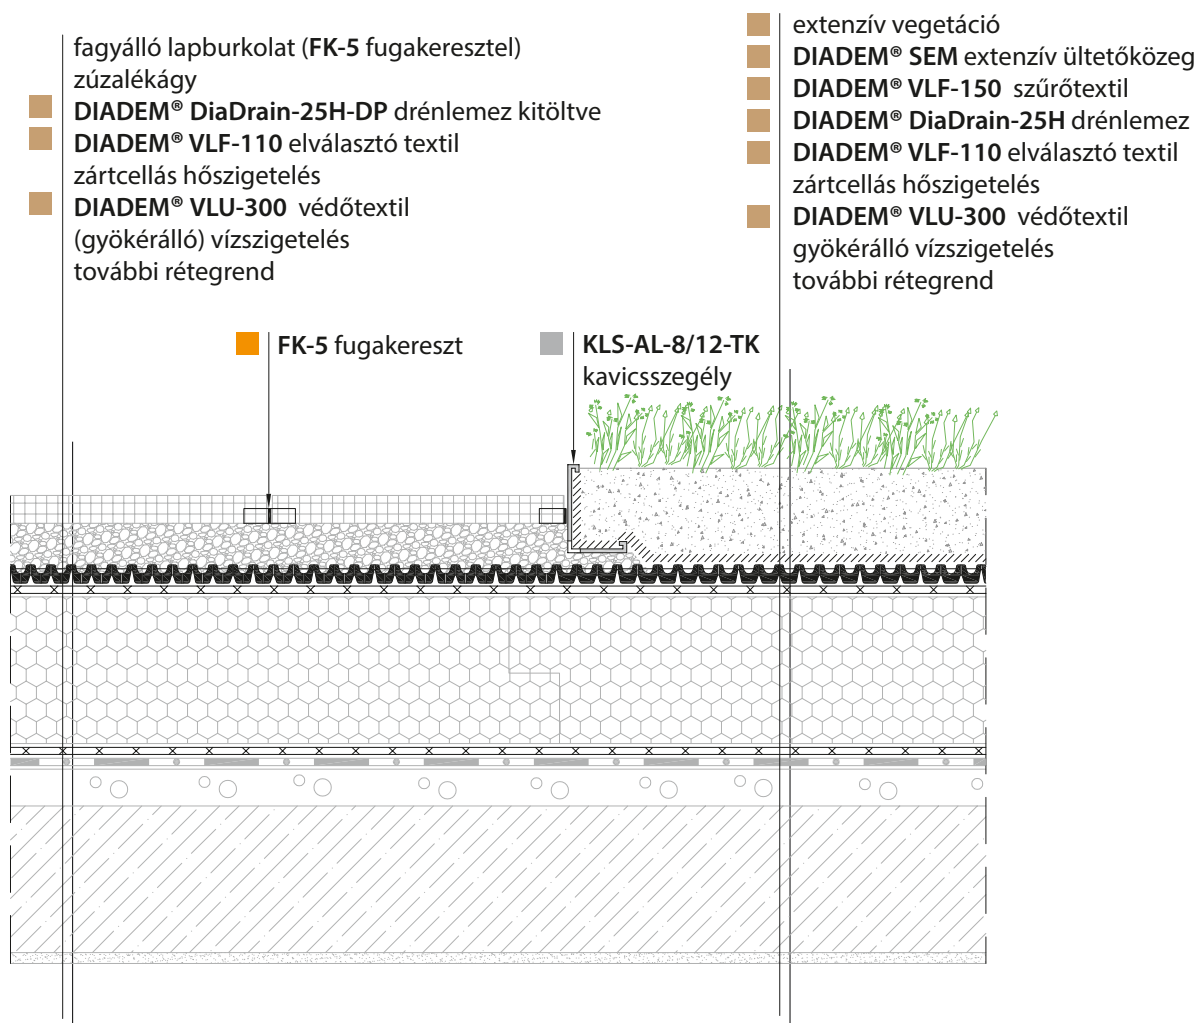 fagyálló lapburkolat (FK-5 fugakeresztel)
zúzalékágy
DIADEM® DiaDrain-25H-DP drénlemez kitöltve
DIADEM® VLF-110 elválasztó textil
zártcellás hőszigetelés
DIADEM® VLU-300 védőtextil
(gyökérálló) vízszigetelés
további rétegrend
extenzív vegetáció
DIADEM® SEM extenzív ültetőközeg
DIADEM® VLF-150 szűrőtextil
DIADEM® DiaDrain-25H drénlemez
DIADEM® VLF-110 elválasztó textil
zártcellás hőszigetelés
DIADEM® VLU-300 védőtextil
gyökérálló vízszigetelés
további rétegrend
FK-5 fugakereszt
KLS-AL-8/12-TK
kavicsszegély